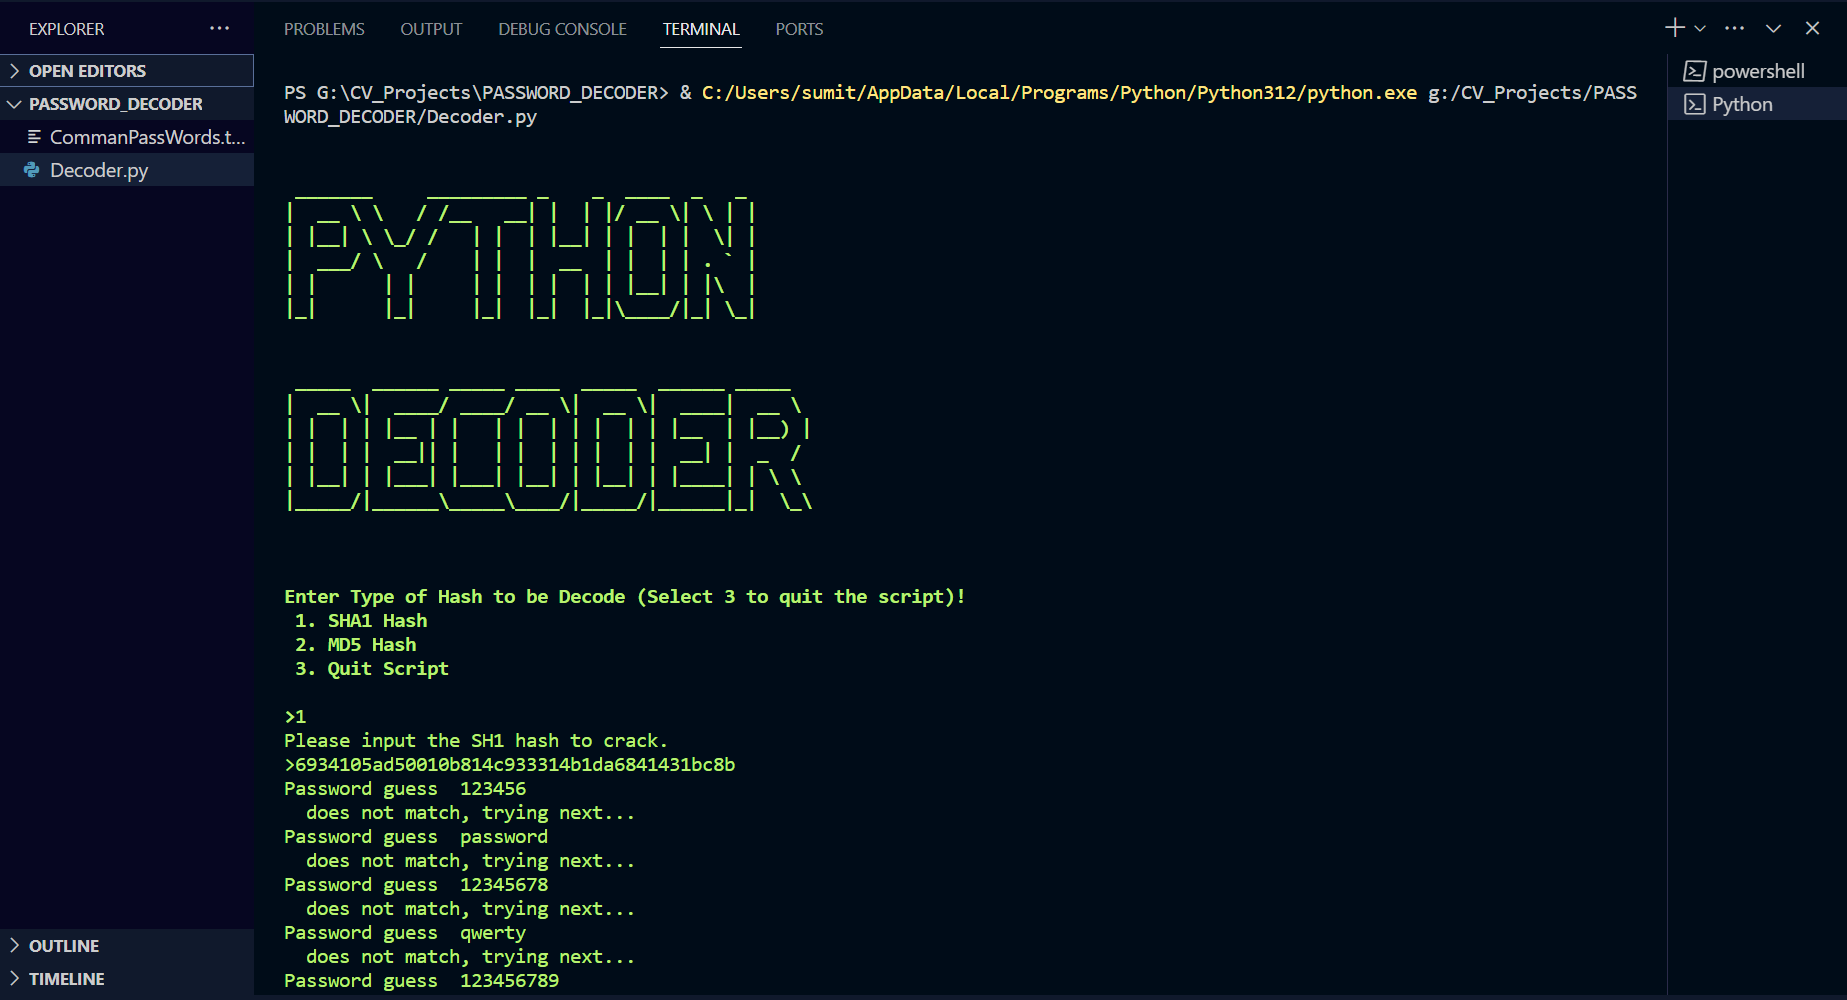 EXPLORER
OPEN EDITORS
PASSWORD_DECODER
CommanPassWords.t...
Decoder.py
OUTLINE
TIMELINE
PROBLEMS OUTPUT DEBUG CONSOLE TERMINAL PORTS
PS G:\CV_Projects\PASSWORD_DECODER> & C:/Users/sumit/AppData/Local/Programs/Python/Python312/python.exe g:/CV_Projects/PASS
WORD_DECODER/Decoder.py
PYTHON
DECODER
Enter Type of Hash to be Decode (Select 3 to quit the script)!
1. SHA1 Hash
2. MD5 Hash
3. Quit Script
>1
Please input the SH1 hash to crack.
>6934105ad50010b814c933314b1da6841431bc8b
Password guess  123456
  does not match, trying next...
Password guess  password
  does not match, trying next...
Password guess  12345678
  does not match, trying next...
Password guess  qwerty
  does not match, trying next...
Password guess  123456789
powershell
Python